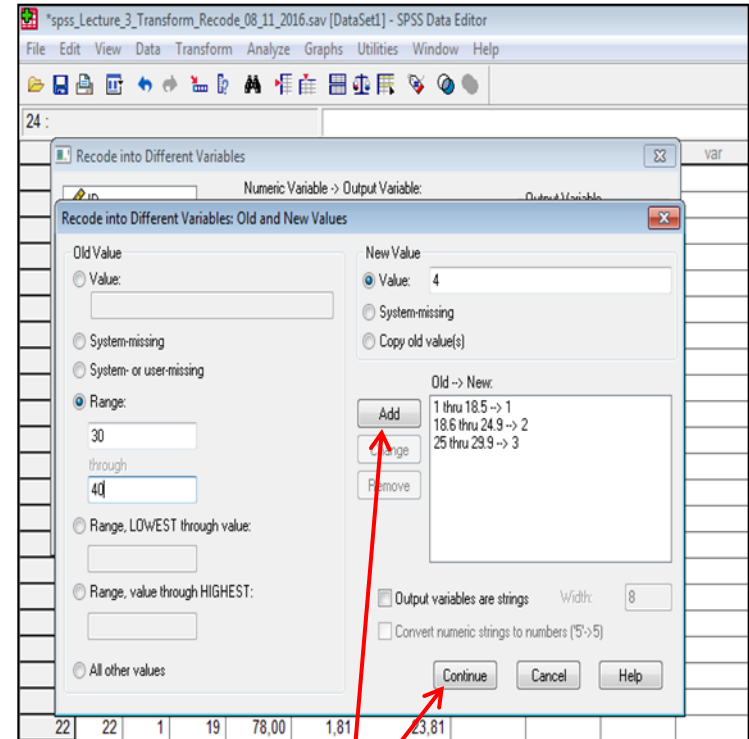 *spss_Lecture_3_Transform_Recode_08_11_2016.sav [DataSet1] - SPSS Data Editor
File Edit View Data Transform Analyze Graphs Utilities Window Help
24 :
Recode into Different Variables
var
ID
Numeric Variable -> Output Variable:
Output Variable
Recode into Different Variables: Old and New Values
Old Value
Value:
System-missing
System- or user-missing
Range:
30
through
40
Range, LOWEST through value:
Range, value through HIGHEST:
All other values
New Value
Value: 4
System-missing
Copy old value(s)
Old --> New:
Add
Change
Remove
1 thru 18.5 --> 1
18.6 thru 24.9 --> 2
25 thru 29.9 --> 3
Output variables are strings Width: 8
Convert numeric strings to numbers ('5'->5)
Continue Cancel Help
22 22 1 19 78,00 1,81 23,81